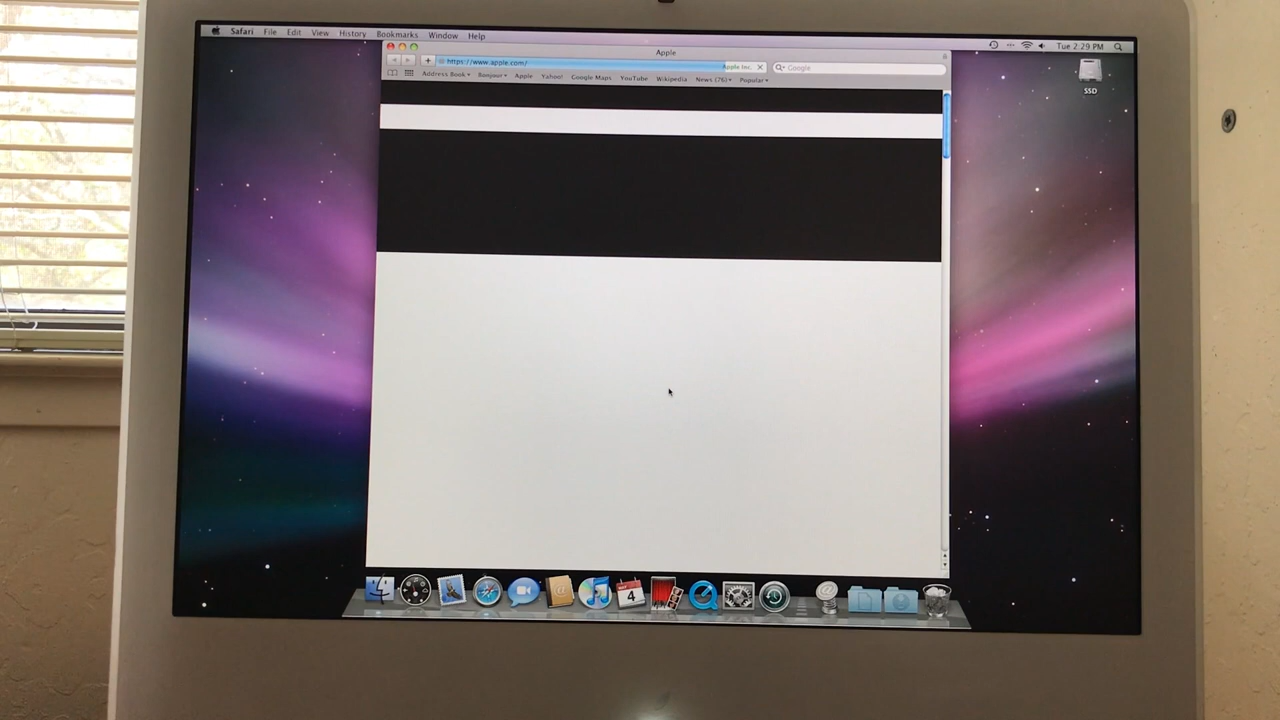 Safari File Edit View History Bookmarks Window Help Tue 2:29 PM
Apple
https://www.apple.com/ Apple Inc. Google
Address Book Bonjour Apple Yahoo! Google Maps YouTube Wikipedia News (76) Popular
SSD
4